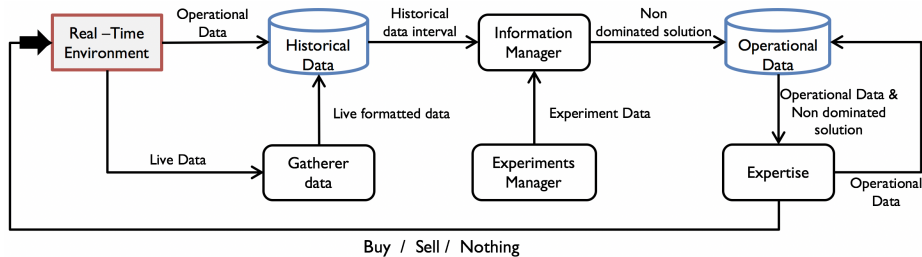 Real –Time
Environment
Operational
Data
Historical
Data
Historical
data interval
Information
Manager
Non
dominated solution
Operational
Data
Live formatted data
Experiment Data
Operational Data &
Non dominated
solution
Live Data
Gatherer
data
Experiments
Manager
Expertise
Operational
Data
Buy / Sell / Nothing